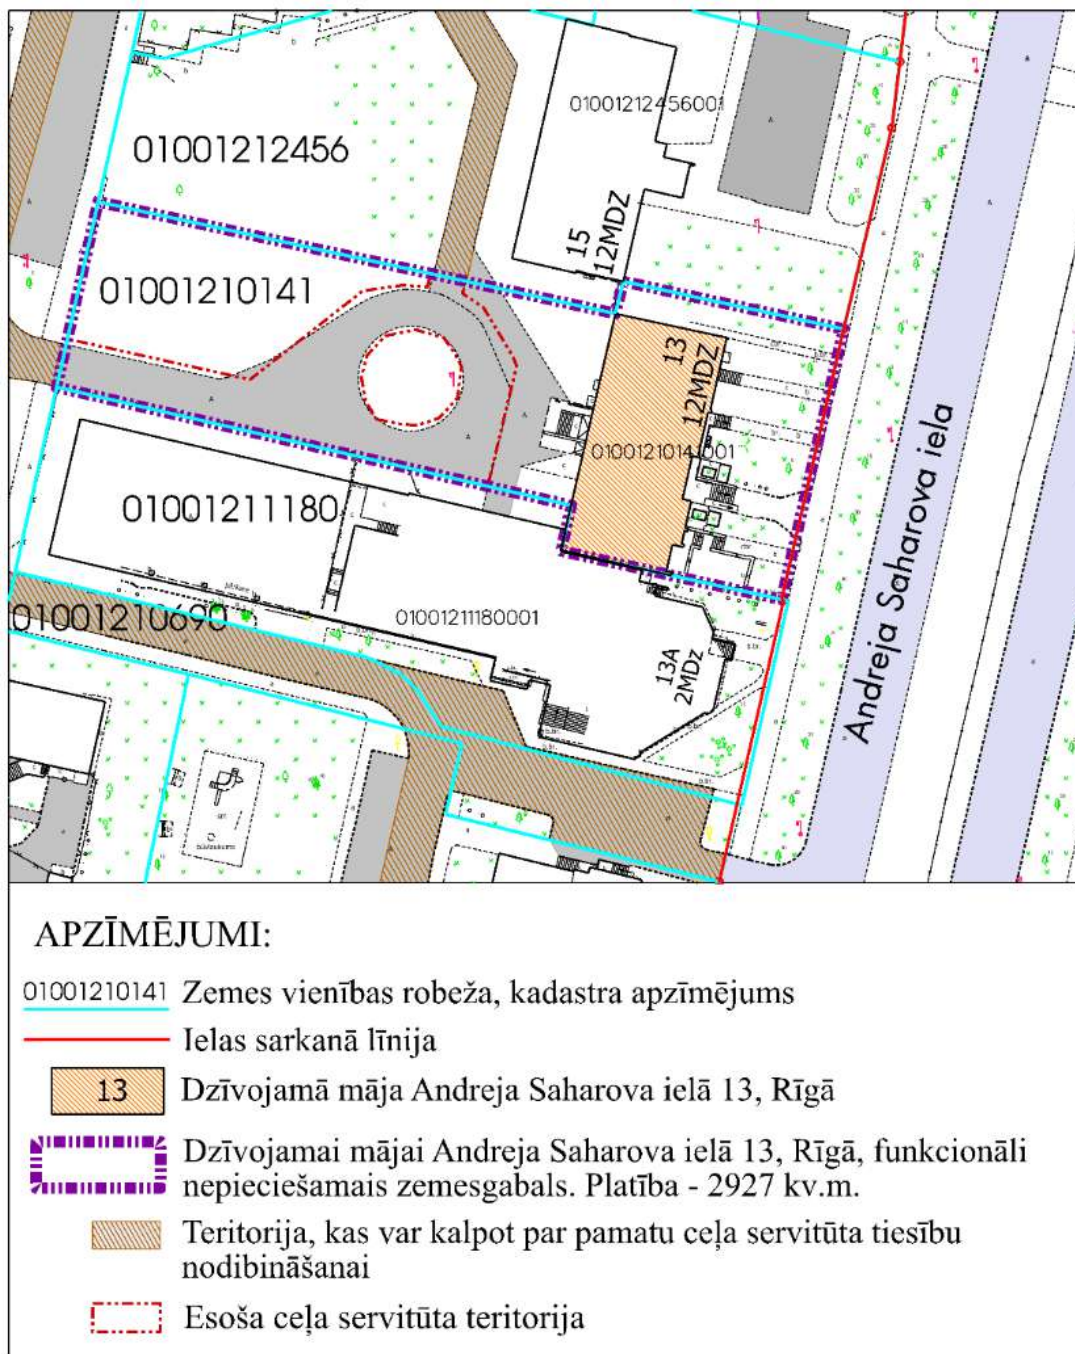 01001212456001
01001212456
15
12MDZ
01001210141
13
12MDZ
01001210141001
Andreja Saharova iela
01001211180
01001211180001
01001210690
13A
2MDz
APZĪMĒJUMI:
01001210141 Zemes vienības robeža, kadastra apzīmējums
Ielas sarkanā līnija
13 Dzīvojamā māja Andreja Saharova ielā 13, Rīgā
Dzīvojamai mājai Andreja Saharova ielā 13, Rīgā, funkcionāli
nepieciešamais zemesgabals. Platība - 2927 kv.m.
Teritorija, kas var kalpot par pamatu ceļa servitūta tiesību
nodibināšanai
Esoša ceļa servitūta teritorija